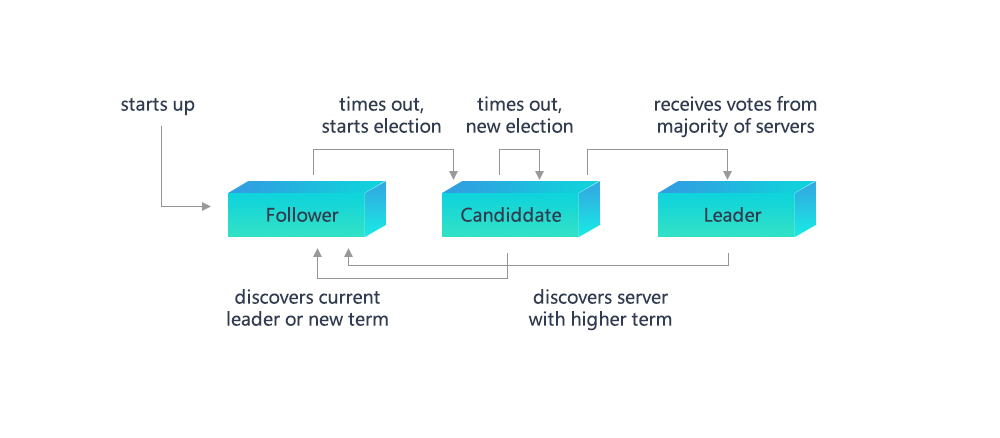 starts up
times out,
starts election
times out,
new election
receives votes from
majority of servers
Follower
Candiddate
Leader
discovers current
leader or new term
discovers server
with higher term